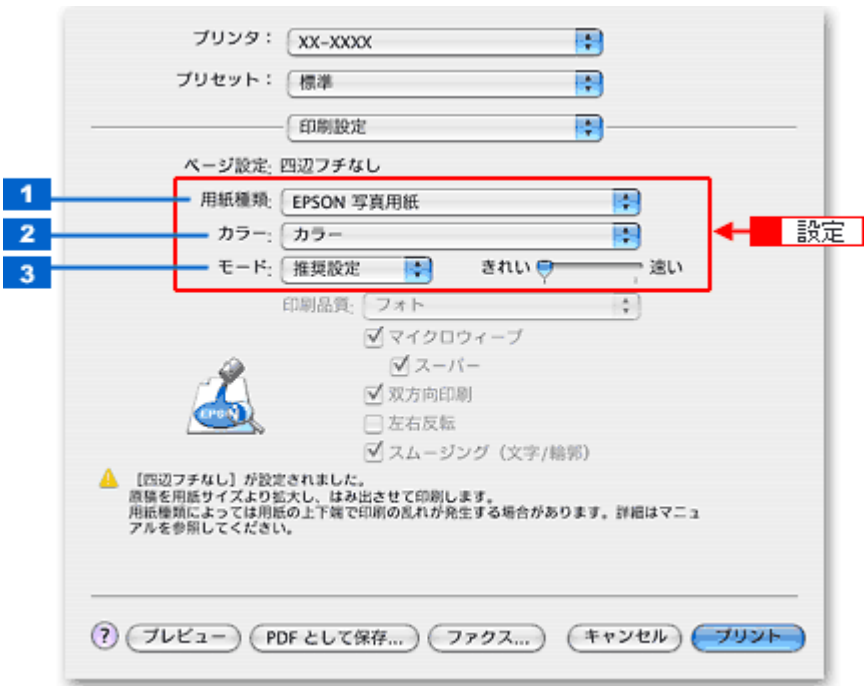 プリンタ： XX-XXXX
プリセット： 標準
印刷設定
ページ設定: 四辺フチなし
1 用紙種類: EPSON 写真用紙
2 カラー: カラー
設定
3 モード: 推奨設定 きれい 速い
印刷品質: フォト
マイクロウィーブ
スーパー
双方向印刷
左右反転
スムージング（文字/輪郭）
EPSON
［四辺フチなし］が設定されました。
原稿を用紙サイズより拡大し、はみ出させて印刷します。
用紙種類によっては用紙の上下端で印刷の乱れが発生する場合があります。詳細はマニュ
アルを参照してください。
? プレビュー PDF として保存... ファクス... キャンセル プリント